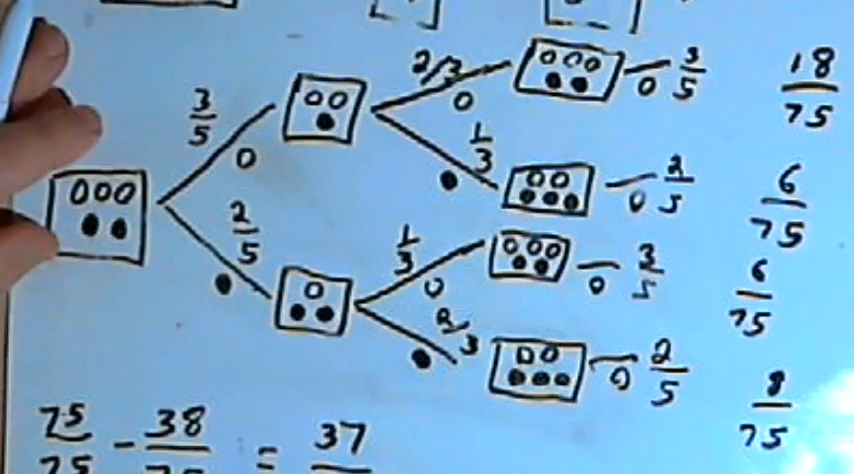 2/3 3/5 18/75
3/5 0 0
1/3
0 2/5 6/75
2/5 0
1/3 3/5 6/75
0 0
2/3 2/5 8/75
0
75/75 - 38/75 = 37